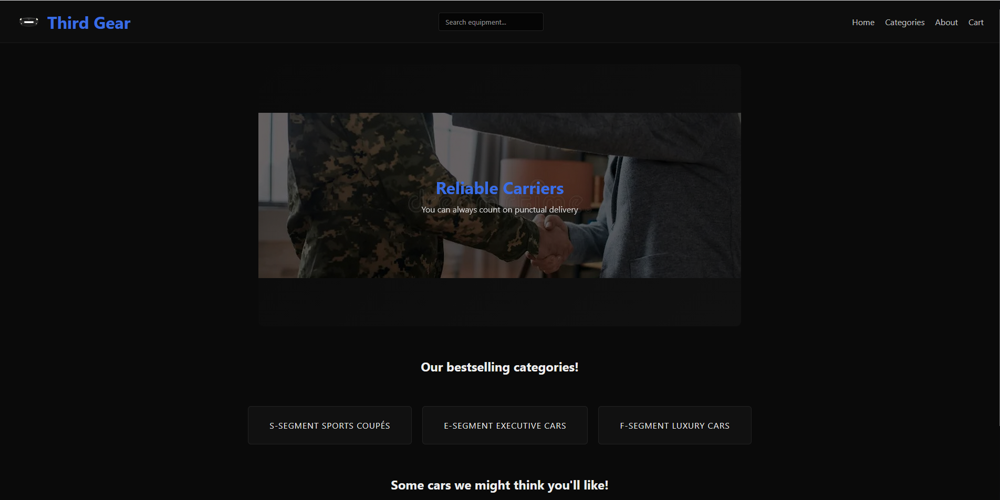 Third Gear
Search equipment...
Home
Categories
About
Cart
Reliable Carriers
dreamstime
You can always count on punctual delivery
Our bestselling categories!
S-SEGMENT SPORTS COUPÉS
E-SEGMENT EXECUTIVE CARS
F-SEGMENT LUXURY CARS
Some cars we might think you'll like!